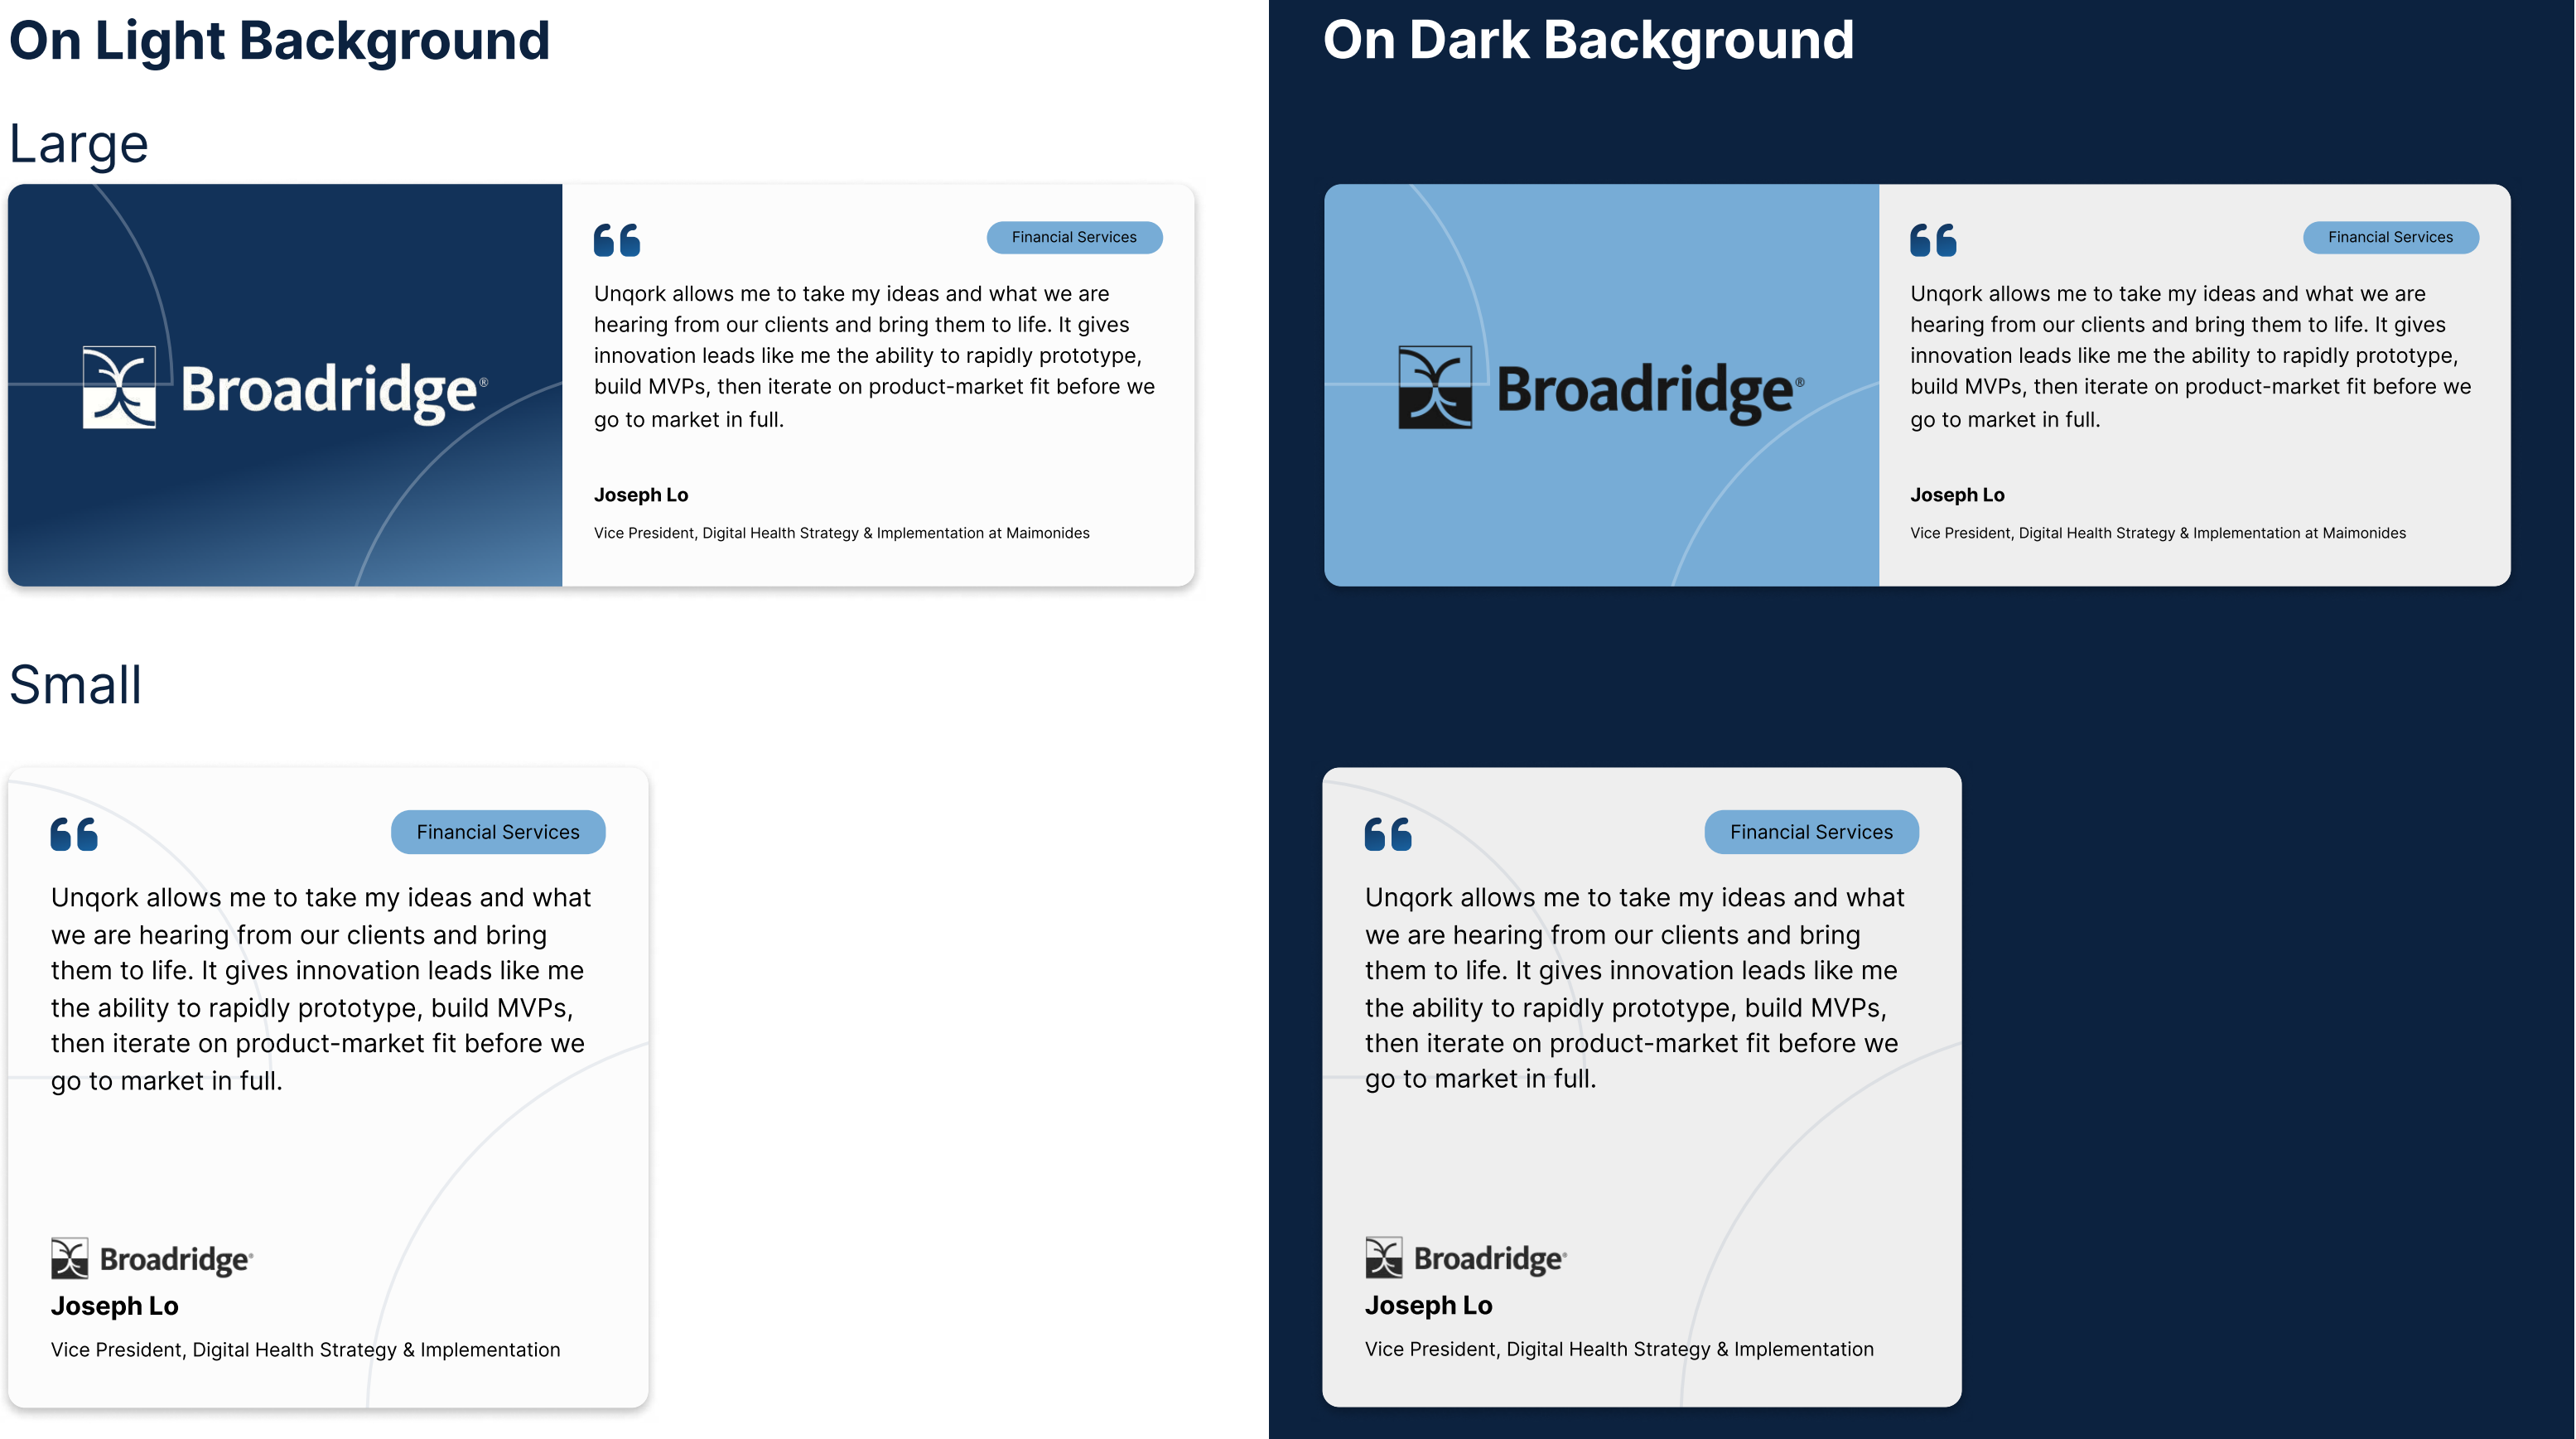 On Light Background
Large
Broadridge®
Financial Services
Unqork allows me to take my ideas and what we are
hearing from our clients and bring them to life. It gives
innovation leads like me the ability to rapidly prototype,
build MVPs, then iterate on product-market fit before we
go to market in full.
Joseph Lo
Vice President, Digital Health Strategy & Implementation at Maimonides
Small
Financial Services
Unqork allows me to take my ideas and what
we are hearing from our clients and bring
them to life. It gives innovation leads like me
the ability to rapidly prototype, build MVPs,
then iterate on product-market fit before we
go to market in full.
Broadridge®
Joseph Lo
Vice President, Digital Health Strategy & Implementation
On Dark Background
Broadridge®
Financial Services
Unqork allows me to take my ideas and what we are
hearing from our clients and bring them to life. It gives
innovation leads like me the ability to rapidly prototype,
build MVPs, then iterate on product-market fit before we
go to market in full.
Joseph Lo
Vice President, Digital Health Strategy & Implementation at Maimonides
Financial Services
Unqork allows me to take my ideas and what
we are hearing from our clients and bring
them to life. It gives innovation leads like me
the ability to rapidly prototype, build MVPs,
then iterate on product-market fit before we
go to market in full.
Broadridge®
Joseph Lo
Vice President, Digital Health Strategy & Implementation